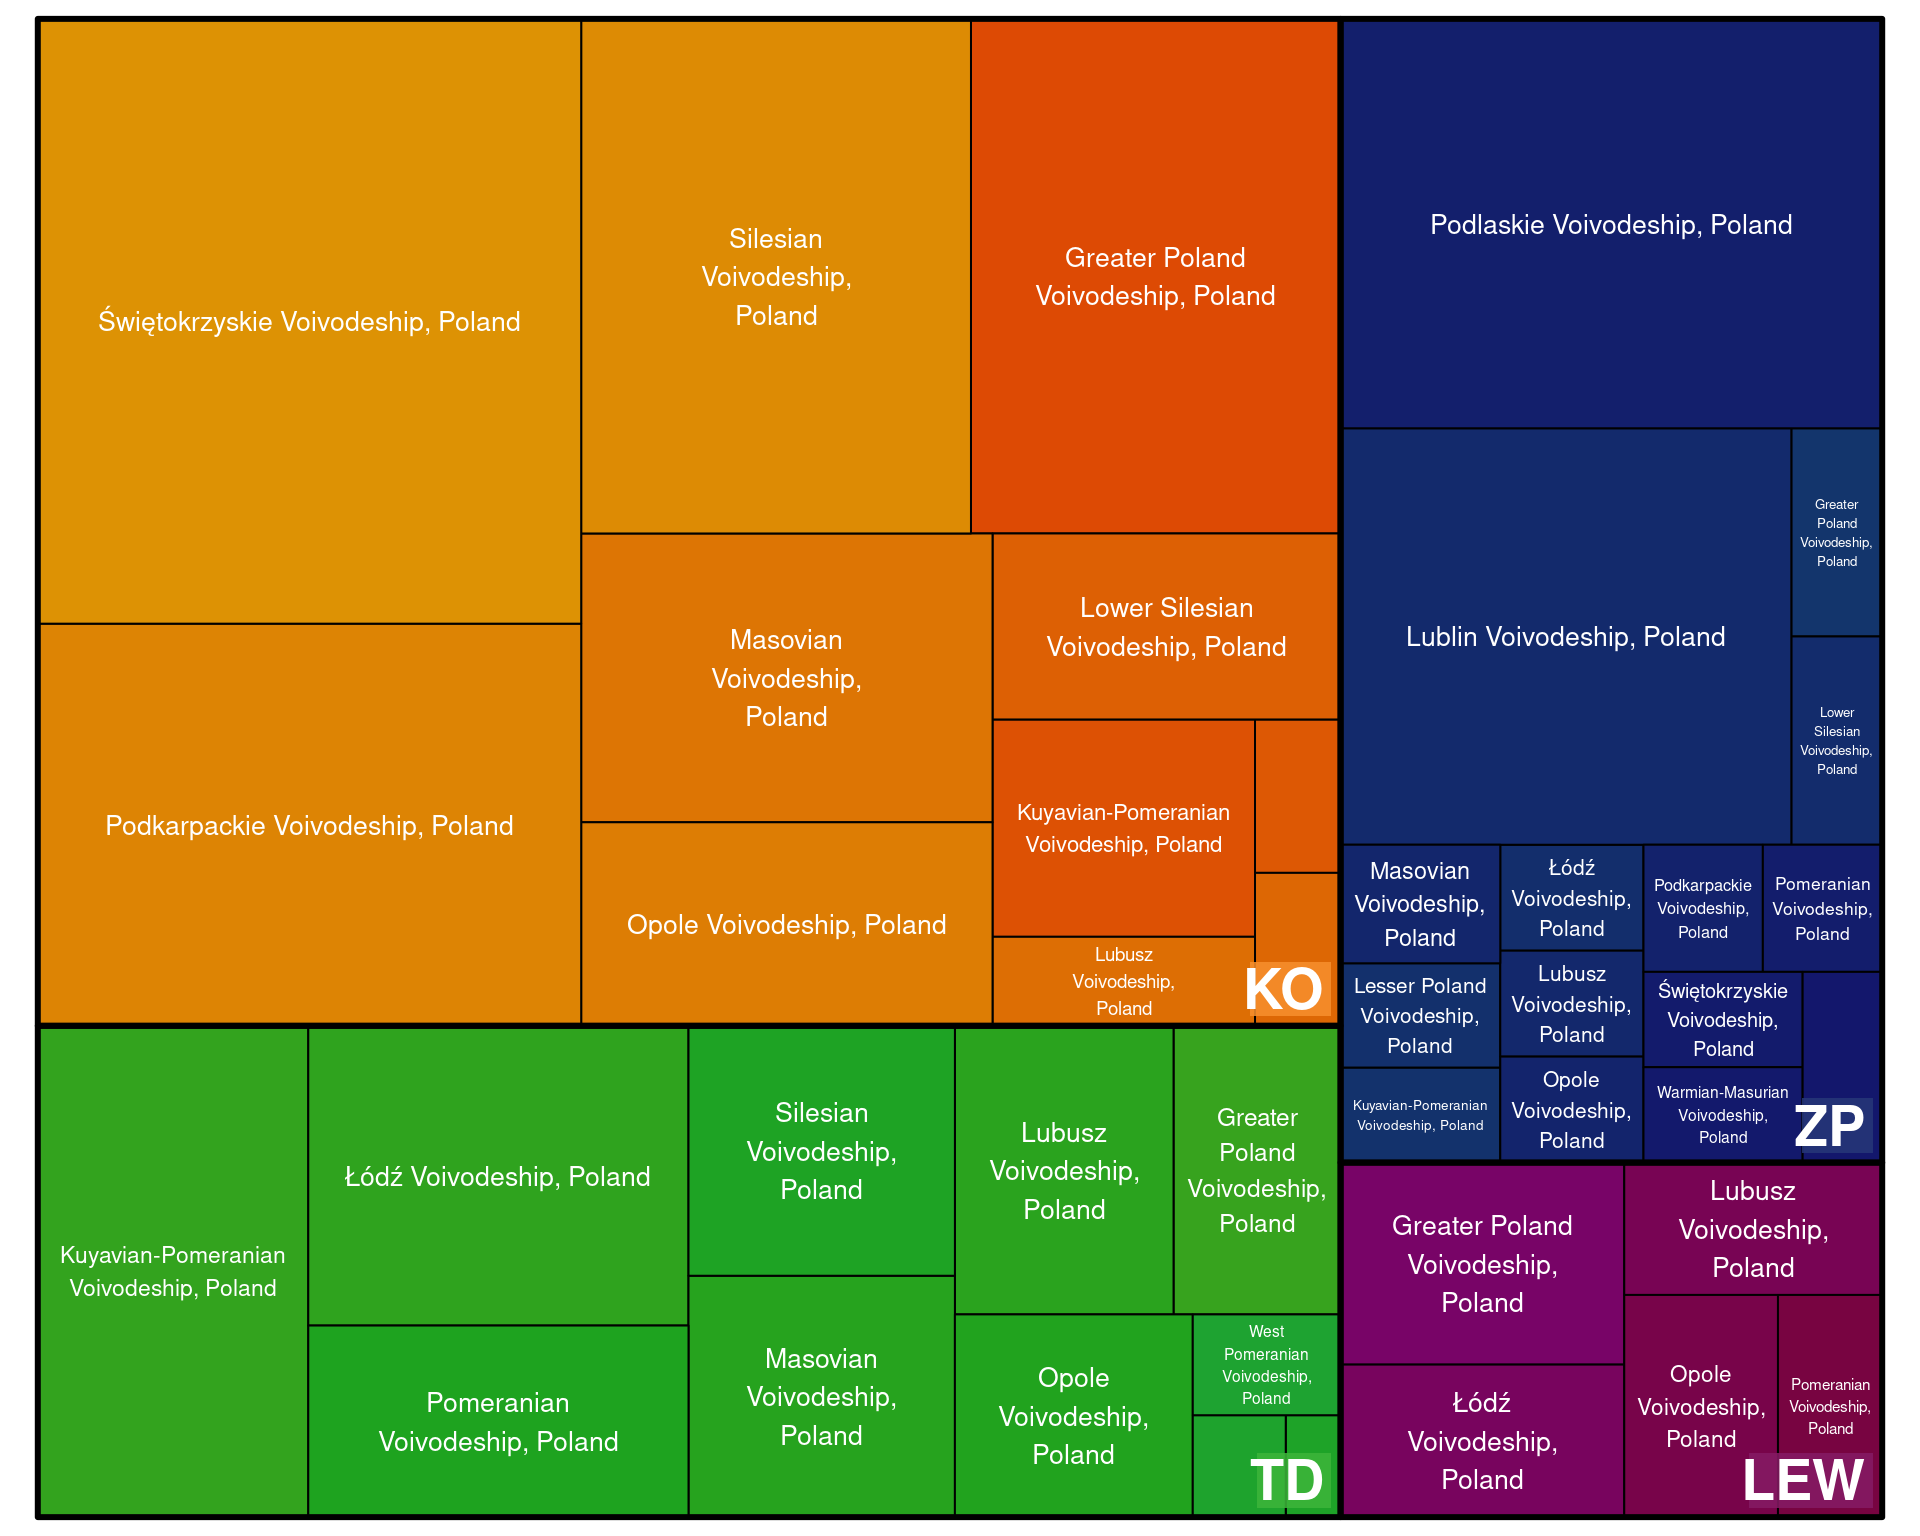 Świętokrzyskie Voivodeship, Poland
Silesian
Voivodeship,
Poland
Greater Poland
Voivodeship, Poland
Podkarpackie Voivodeship, Poland
Masovian
Voivodeship,
Poland
Lower Silesian
Voivodeship, Poland
Opole Voivodeship, Poland
Kuyavian-Pomeranian
Voivodeship, Poland
Lubusz
Voivodeship,
Poland
KO
Podlaskie Voivodeship, Poland
Lublin Voivodeship, Poland
Greater
Poland
Voivodeship,
Poland
Lower
Silesian
Voivodeship,
Poland
Masovian
Voivodeship,
Poland
Łódź
Voivodeship,
Poland
Podkarpackie
Voivodeship,
Poland
Pomeranian
Voivodeship,
Poland
Lesser Poland
Voivodeship,
Poland
Lubusz
Voivodeship,
Poland
Świętokrzyskie
Voivodeship,
Poland
Kuyavian-Pomeranian
Voivodeship, Poland
Opole
Voivodeship,
Poland
Warmian-Masurian
Voivodeship,
Poland
ZP
Kuyavian-Pomeranian
Voivodeship, Poland
Łódź Voivodeship, Poland
Pomeranian
Voivodeship, Poland
Silesian
Voivodeship,
Poland
Masovian
Voivodeship,
Poland
Lubusz
Voivodeship,
Poland
Greater
Poland
Voivodeship,
Poland
Opole
Voivodeship,
Poland
West
Pomeranian
Voivodeship,
Poland
TD
Greater Poland
Voivodeship,
Poland
Lubusz
Voivodeship,
Poland
Łódź
Voivodeship,
Poland
Opole
Voivodeship,
Poland
Pomeranian
Voivodeship,
Poland
LEW